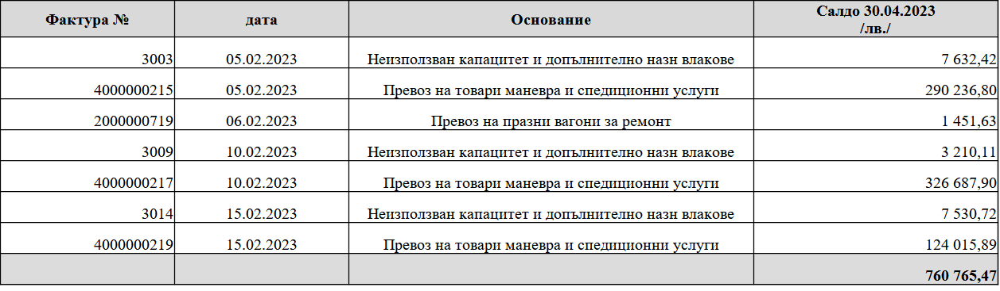 Фактура № дата Основание Салдо 30.04.2023
/лв./
3003 05.02.2023 Неизползван капацитет и допълнително назн влакове 7 632,42
4000000215 05.02.2023 Превоз на товари маневра и спедиционни услуги 290 236,80
2000000719 06.02.2023 Превоз на празни вагони за ремонт 1 451,63
3009 10.02.2023 Неизползван капацитет и допълнително назн влакове 3 210,11
4000000217 10.02.2023 Превоз на товари маневра и спедиционни услуги 326 687,90
3014 15.02.2023 Неизползван капацитет и допълнително назн влакове 7 530,72
4000000219 15.02.2023 Превоз на товари маневра и спедиционни услуги 124 015,89
760 765,47